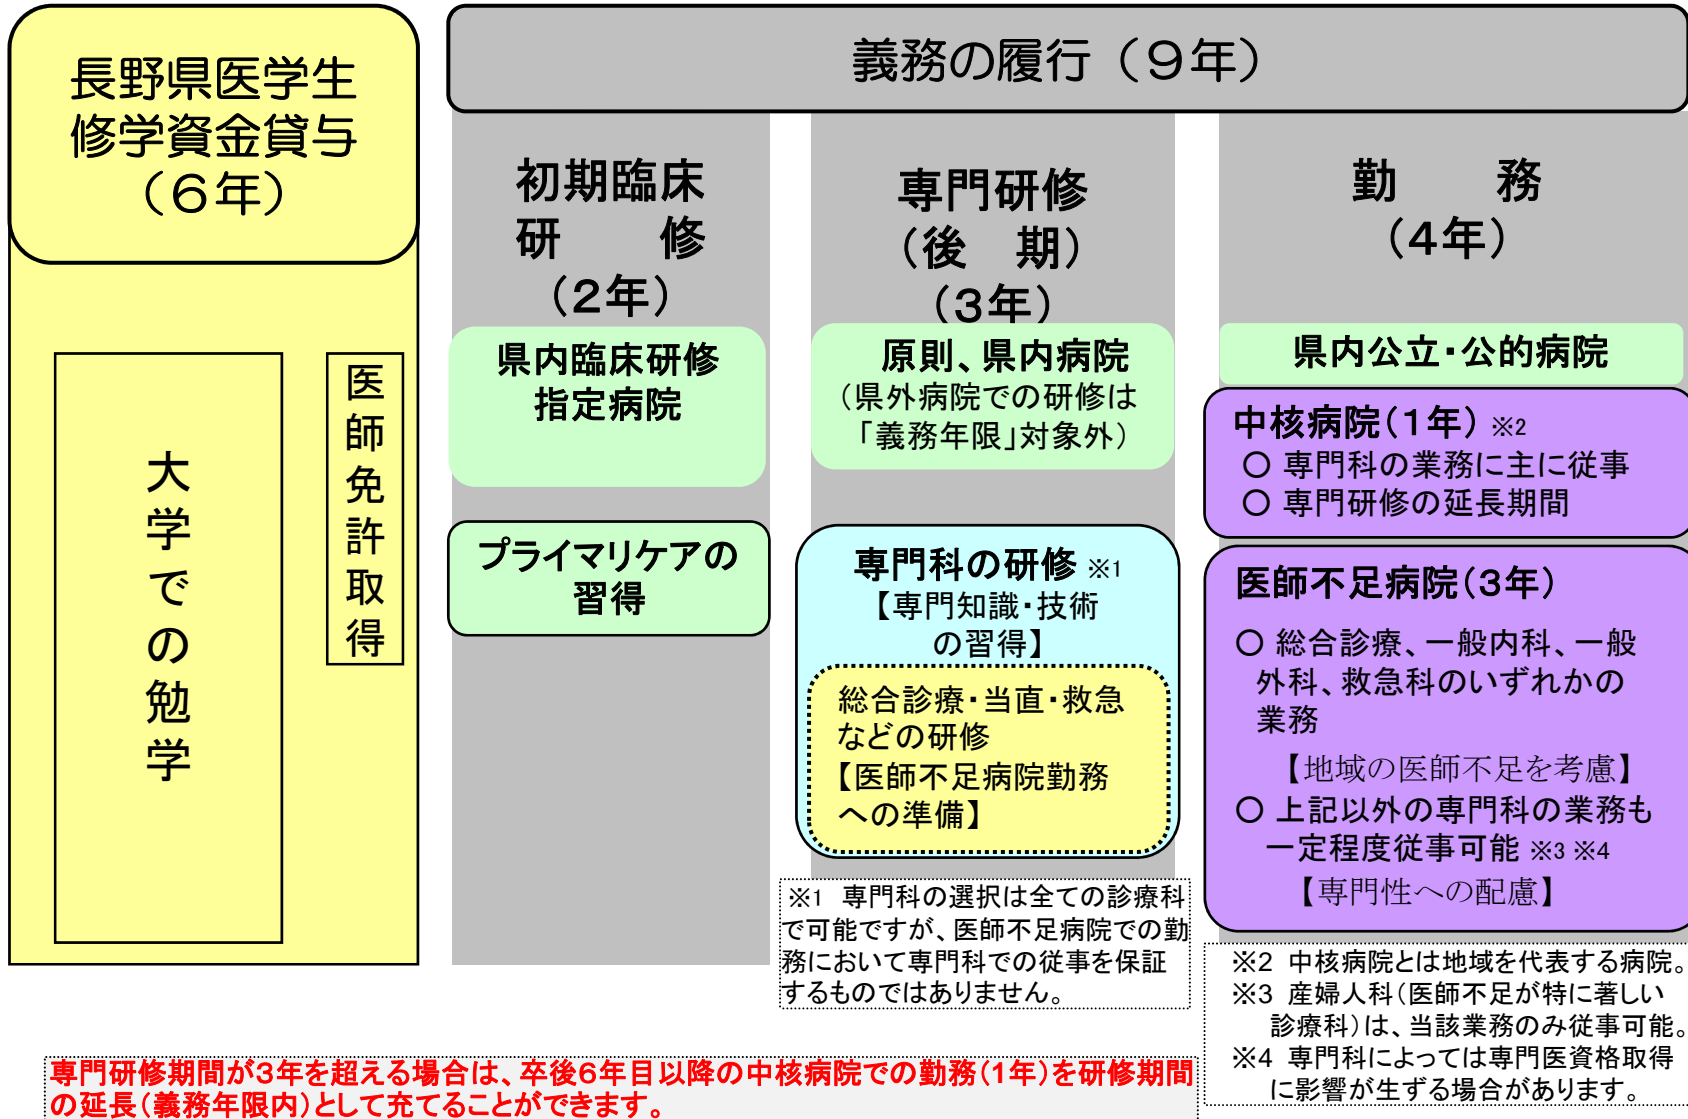 長野県医学生
修学資金貸与
（６年）
大学での勉学
医師免許取得
義務の履行（９年）
初期臨床
研　修
（２年）
県内臨床研修
指定病院
プライマリケアの
習得
専門研修
（後　期）
（３年）
原則、県内病院
（県外病院での研修は
「義務年限」対象外）
専門科の研修 ※1
【専門知識・技術
の習得】
総合診療・当直・救急
などの研修
【医師不足病院勤務
への準備】
※1　専門科の選択は全ての診療科
で可能ですが、医師不足病院での勤
務において専門科での従事を保証
するものではありません。
勤　務
（４年）
県内公立・公的病院
中核病院（１年） ※2
○ 専門科の業務に主に従事
○ 専門研修の延長期間
医師不足病院（３年）
○ 総合診療、一般内科、一般
外科、救急科のいずれかの
業務
【地域の医師不足を考慮】
○ 上記以外の専門科の業務も
一定程度従事可能 ※3 ※4
【専門性への配慮】
※2　中核病院とは地域を代表する病院。
※3　産婦人科（医師不足が特に著しい
診療科）は、当該業務のみ従事可能。
※4　専門科によっては専門医資格取得
に影響が生ずる場合があります。
専門研修期間が３年を超える場合は、卒後６年目以降の中核病院での勤務（１年）を研修期間
の延長（義務年限内）として充てることができます。